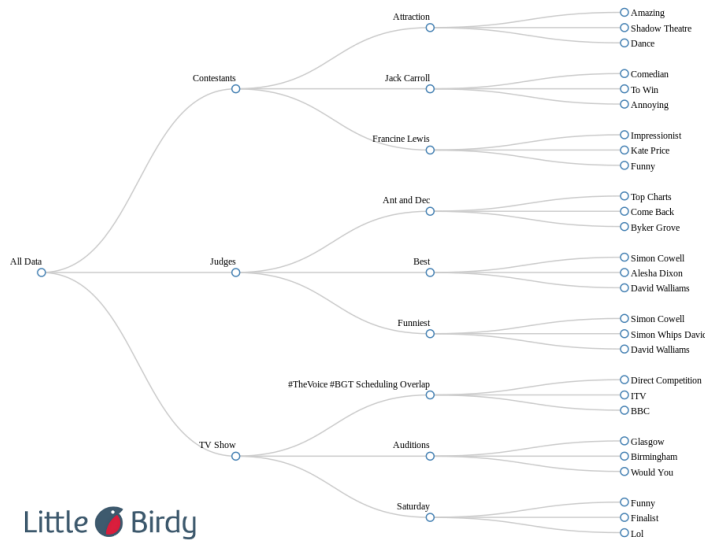 All Data
Contestants
Attraction
Amazing
Shadow Theatre
Dance
Jack Carroll
Comedian
To Win
Annoying
Francine Lewis
Impressionist
Kate Price
Funny
Judges
Ant and Dec
Top Charts
Come Back
Byker Grove
Best
Simon Cowell
Alesha Dixon
David Walliams
Funniest
Simon Cowell
Simon Whips Davi
David Walliams
TV Show
#TheVoice #BGT Scheduling Overlap
Direct Competition
ITV
BBC
Auditions
Glasgow
Birmingham
Would You
Saturday
Funny
Finalist
Lol
Little Birdy